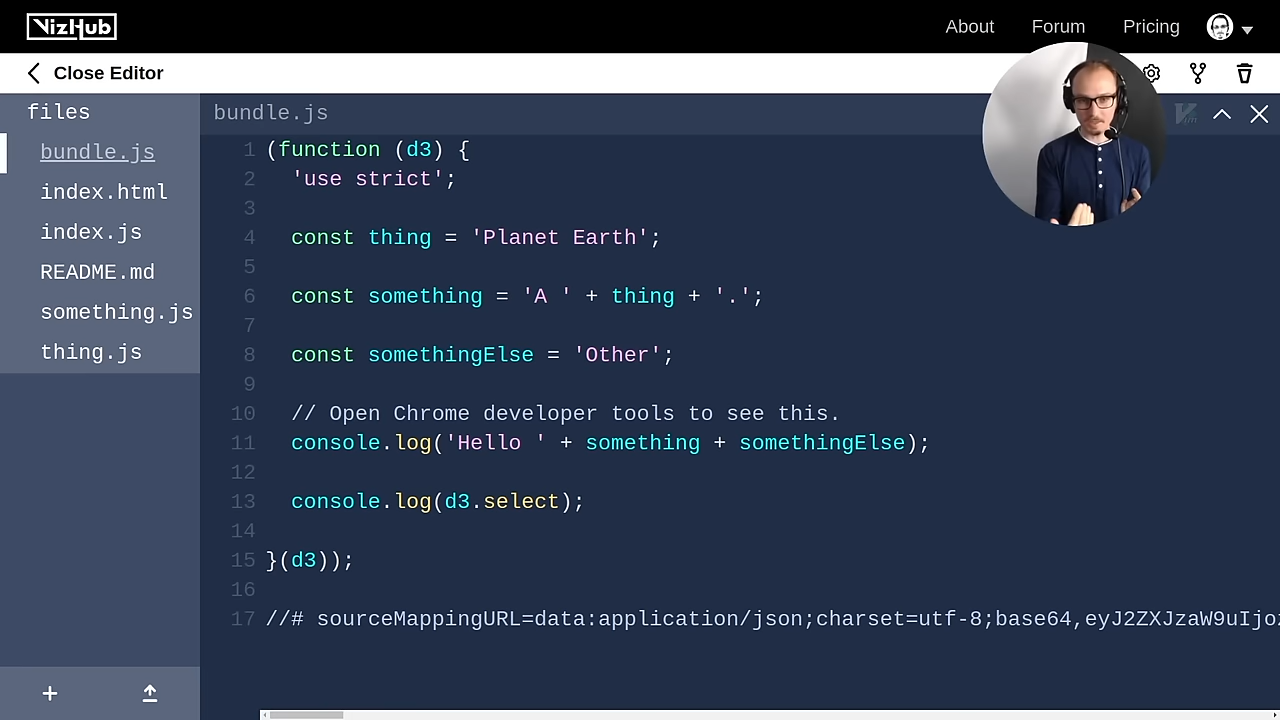 VizHub
About Forum Pricing
Close Editor
files
bundle.js
index.html
index.js
README.md
something.js
thing.js
bundle.js
1 (function (d3) {
2 'use strict';
3
4 const thing = 'Planet Earth';
5
6 const something = 'A ' + thing + '.';
7
8 const somethingElse = 'Other';
9
10 // Open Chrome developer tools to see this.
11 console.log('Hello ' + something + somethingElse);
12
13 console.log(d3.select);
14
15 }(d3));
16
17 //# sourceMappingURL=data:application/json;charset=utf-8;base64,eyJ2ZXJzaW9uIjo